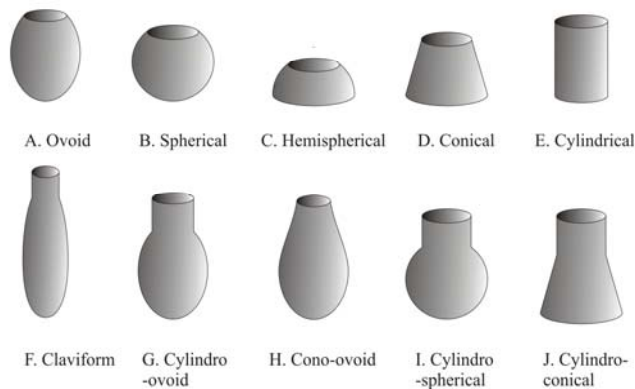 A. Ovoid
B. Spherical
C. Hemispherical
D. Conical
E. Cylindrical
F. Claviform
G. Cylindro
-ovoid
H. Cono-ovoid
I. Cylindro
-spherical
J. Cylindro-
conical